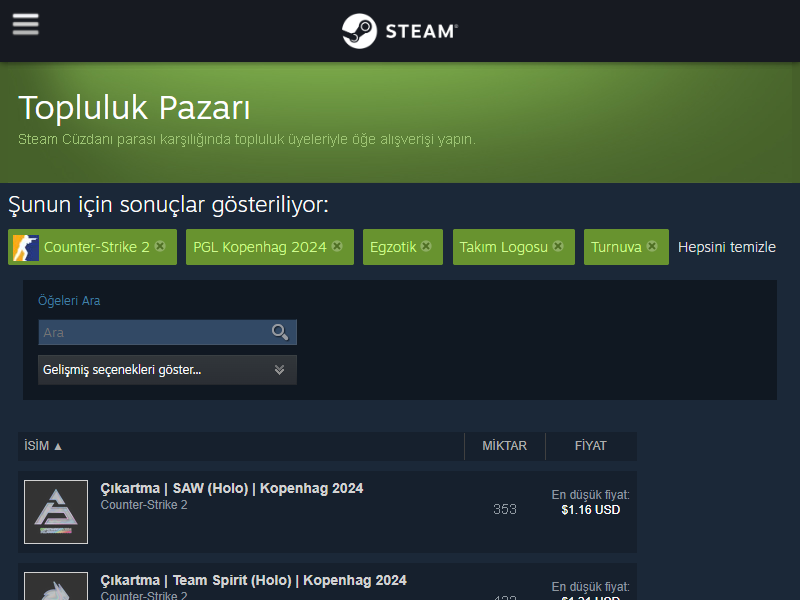 STEAM
Topluluk Pazarı
Steam Cüzdanı parası karşılığında topluluk üyeleriyle öğe alışverişi yapın.
Şunun için sonuçlar gösteriliyor:
Counter-Strike 2 PGL Kopenhag 2024 Egzotik Takım Logosu Turnuva Hepsini temizle
Öğeleri Ara
Ara
Gelişmiş seçenekleri göster...
İSİM ▲ MİKTAR FİYAT
Çıkartma | SAW (Holo) | Kopenhag 2024
Counter-Strike 2
353
En düşük fiyat:
$1.16 USD
Çıkartma | Team Spirit (Holo) | Kopenhag 2024
Counter-Strike 2
En düşük fiyat: